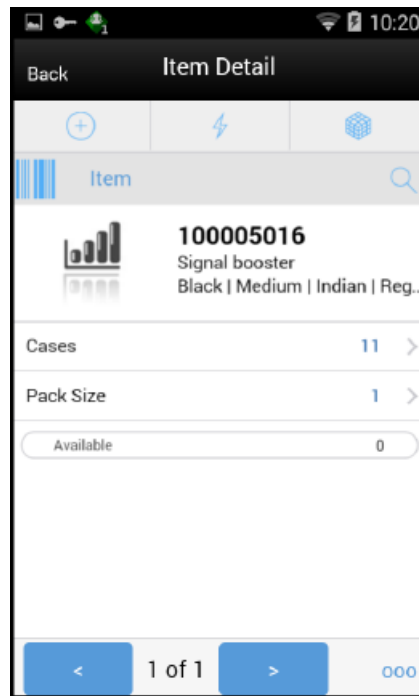 1 10:20
Back Item Detail
Item
100005016
Signal booster
Black | Medium | Indian | Reg..
Cases 11 >
Pack Size 1 >
Available 0
< 1 of 1 > ooo